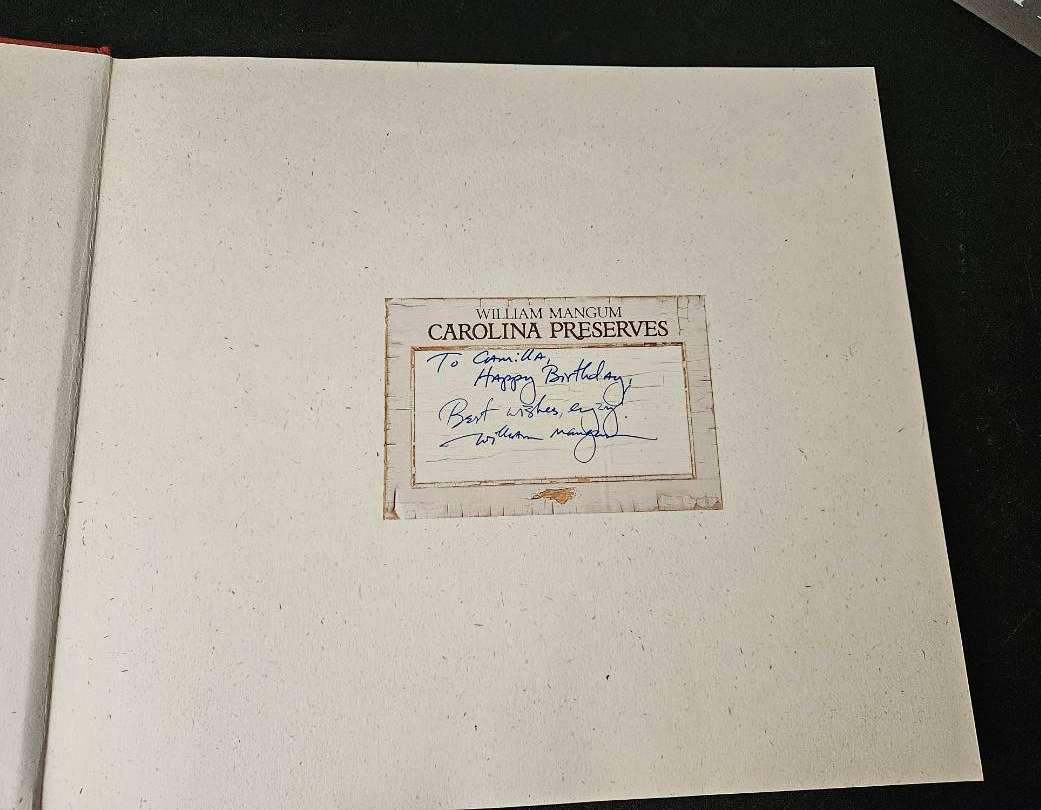 WILLIAM MANGUM
CAROLINA PRESERVES
To Camilla,
Happy Birthday,
Best wishes, enjoy.
William Mangum